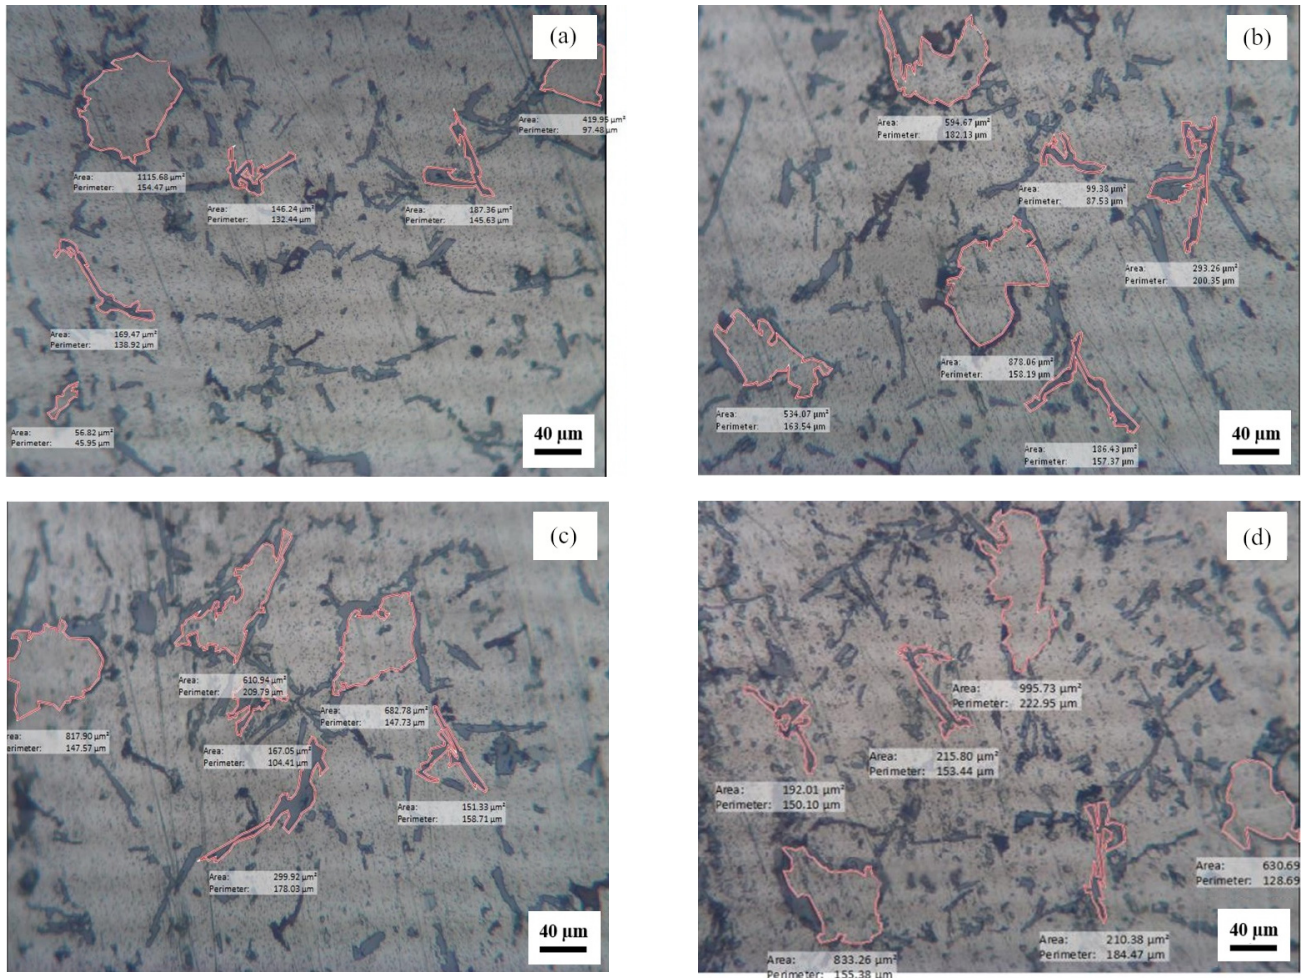 (a)
Area: 419.95 µm²
Perimeter: 97.48 µm
Area: 1115.68 µm²
Perimeter: 154.47 µm
Area: 146.24 µm²
Perimeter: 132.44 µm
Area: 187.36 µm²
Perimeter: 145.63 µm
Area: 169.47 µm²
Perimeter: 138.92 µm
Area: 56.82 µm²
Perimeter: 45.95 µm
40 µm
(b)
Area: 594.67 µm²
Perimeter: 182.13 µm
Area: 99.38 µm²
Perimeter: 87.53 µm
Area: 293.26 µm²
Perimeter: 200.35 µm
Area: 878.06 µm²
Perimeter: 158.19 µm
Area: 534.07 µm²
Perimeter: 163.54 µm
Area: 186.43 µm²
Perimeter: 157.37 µm
40 µm
(c)
Area: 610.94 µm²
Perimeter: 209.79 µm
Area: 682.78 µm²
Perimeter: 147.73 µm
817.90 µm²
erimeter: 147.57 µm
Area: 167.05 µm²
Perimeter: 104.41 µm
Area: 151.33 µm²
Perimeter: 158.71 µm
Area: 299.92 µm²
Perimeter: 178.03 µm
40 µm
(d)
Area: 995.73 µm²
Perimeter: 222.95 µm
Area: 215.80 µm²
Perimeter: 153.44 µm
Area: 192.01 µm²
Perimeter: 150.10 µm
Area: 630.69
Perimeter: 128.69
Area: 210.38 µm²
Perimeter: 184.47 µm
Area: 833.26 µm²
Perimeter: 155.38 µm
40 µm